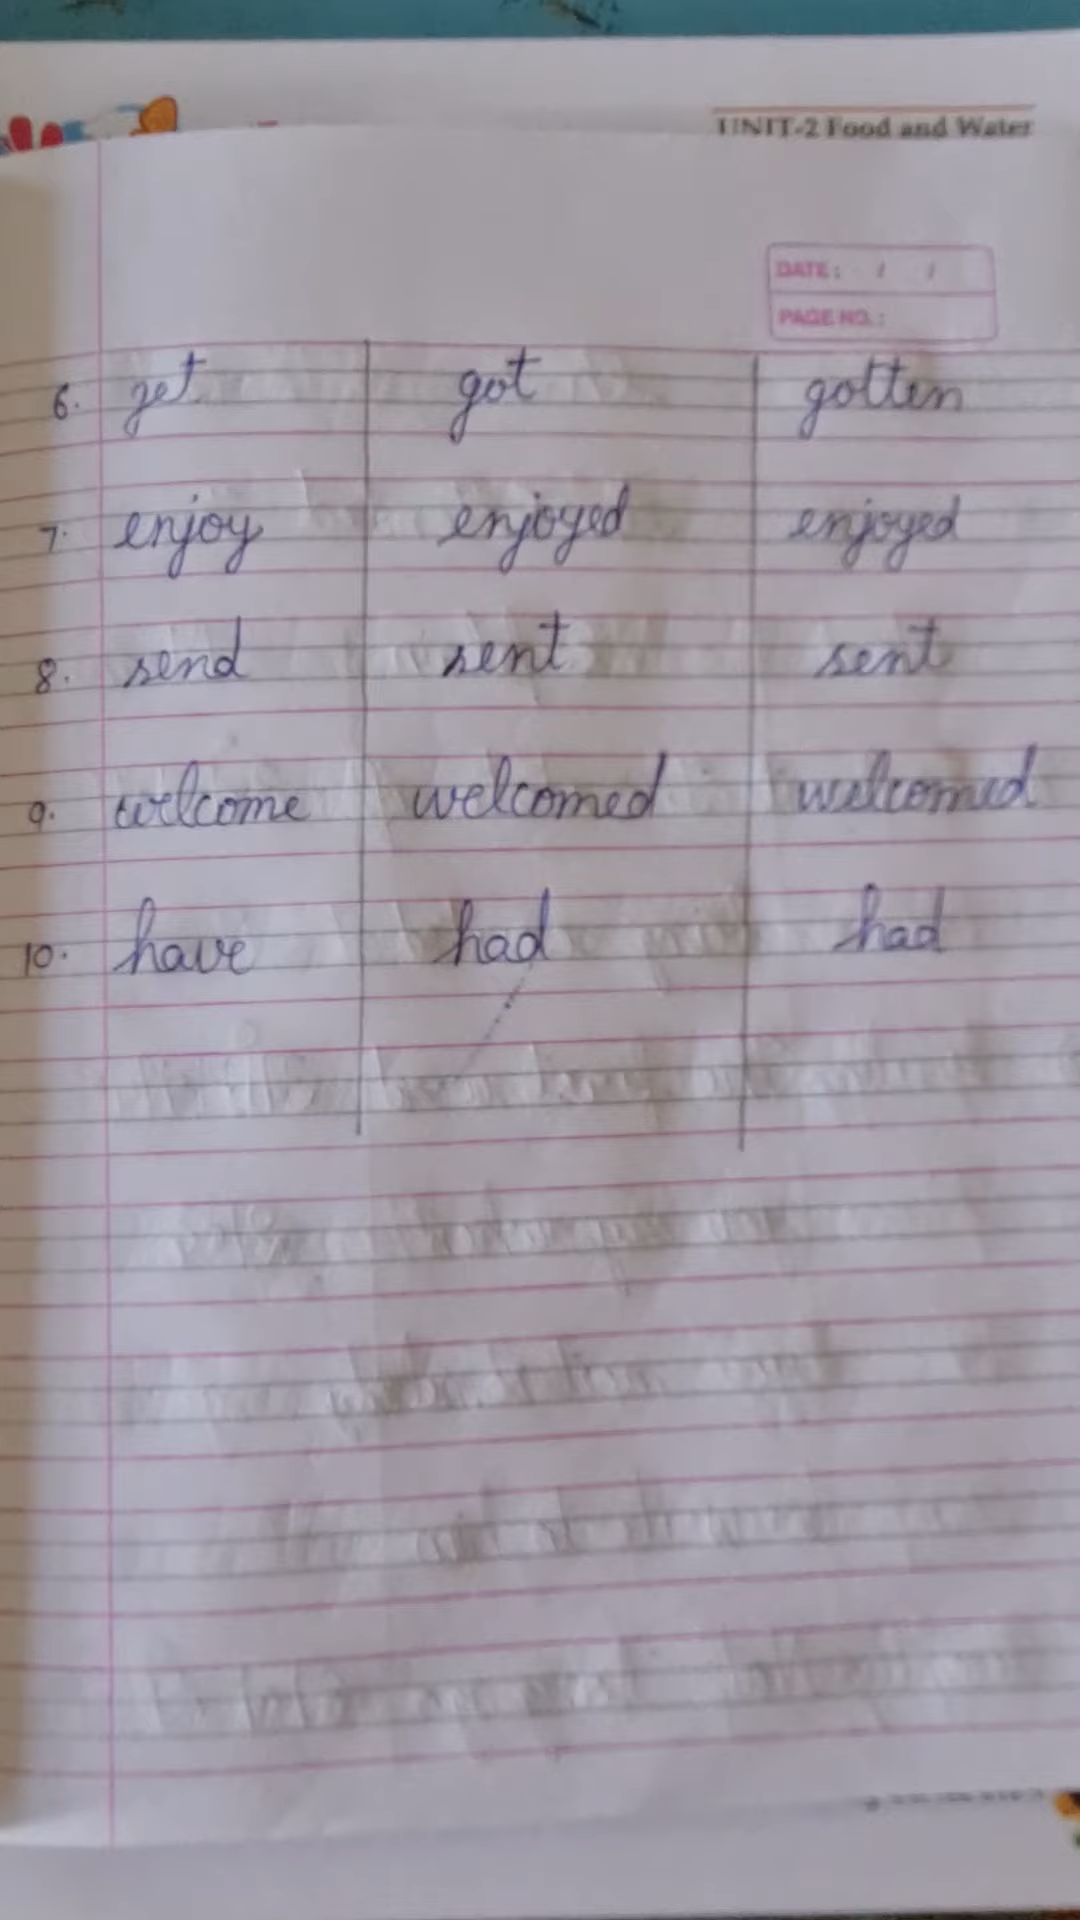 UNIT-2 Food and Water
DATE: / /
PAGE NO.:
6. get got gotten
7. enjoy enjoyed enjoyed
8. send sent sent
9. welcome welcomed welcomed
10. have had had